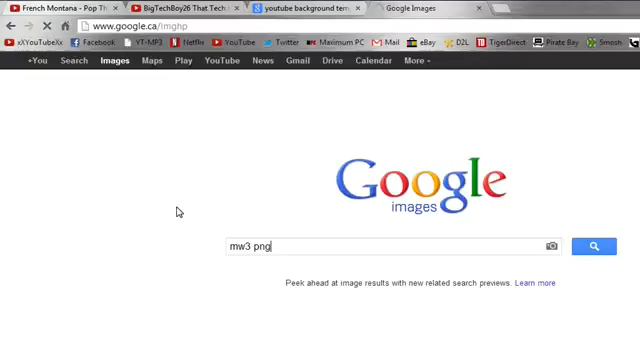 French Montana - Pop Th
BigTechBoy26 That Tech
youtube background tem
Google Images
www.google.ca/imghp
xXYouTubeXx
Facebook
YT-MP3
Netflix
YouTube
Twitter
Maximum PC
Mail
eBay
D2L
TigerDirect
Pirate Bay
Smosh
+You Search Images Maps Play YouTube News Gmail Drive Calendar More
Google
images
mw3 png
Peek ahead at image results with new related search previews. Learn more